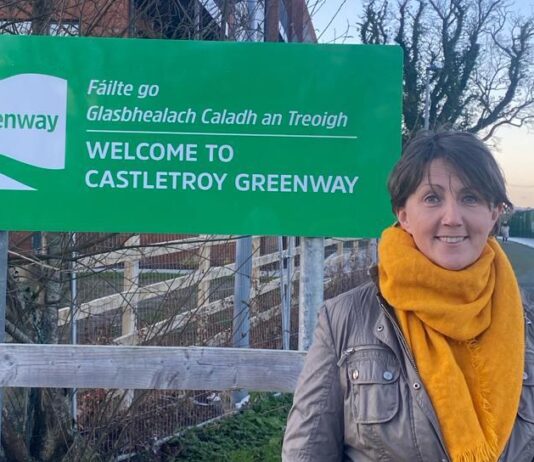 enway
Fáilte go
Glasbhealach Caladh an Treoigh
WELCOME TO
CASTLETROY GREENWAY